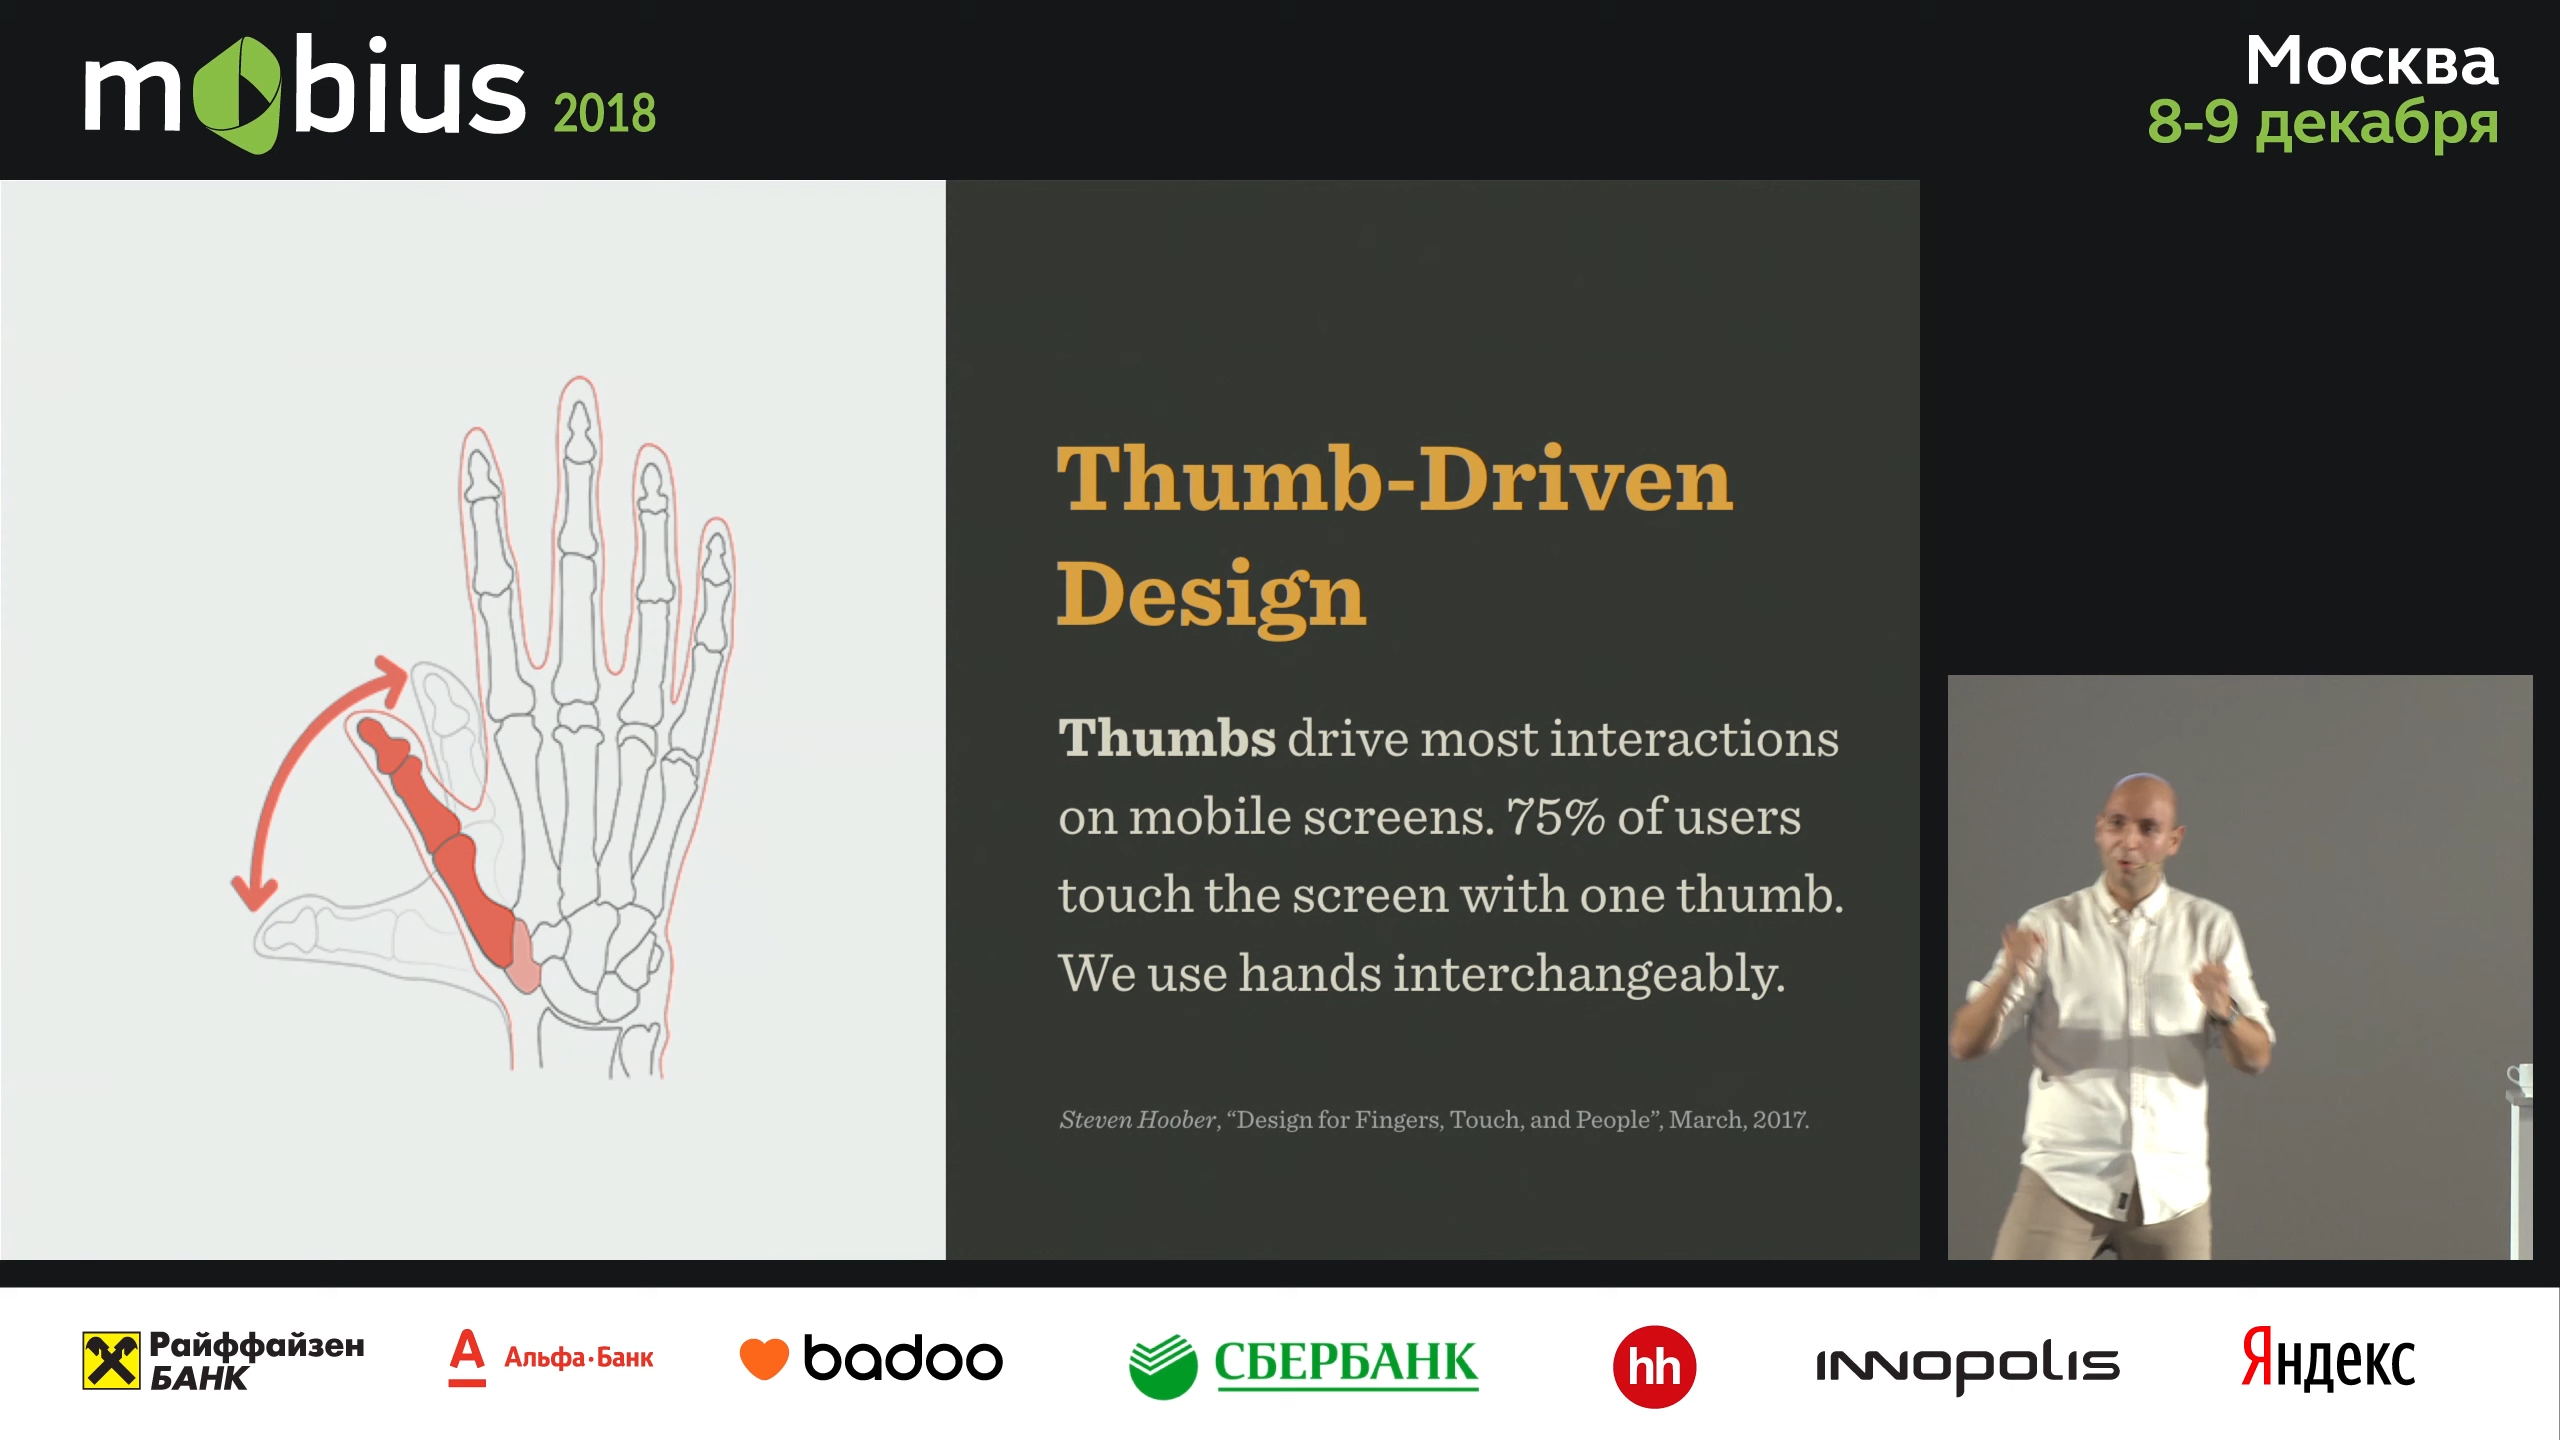 mobius 2018
Москва
8-9 декабря
Thumb-Driven
Design
Thumbs drive most interactions
on mobile screens. 75% of users
touch the screen with one thumb.
We use hands interchangeably.
Steven Hoober, “Design for Fingers, Touch, and People”, March, 2017.
Райффайзен
БАНК
А Альфа·Банк
badoo
СБЕРБАНК
hh
INNOPOLIS
Яндекс